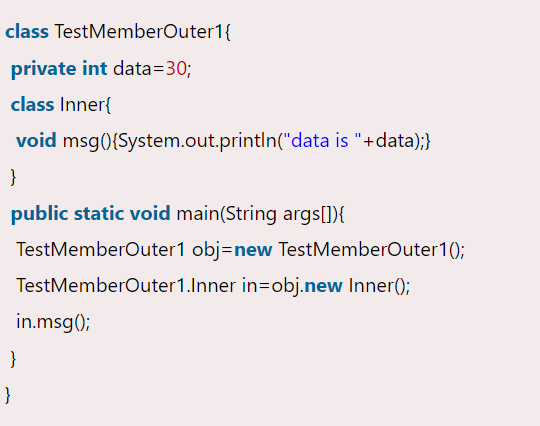 class TestMemberOuter1{
private int data=30;
class Inner{
void msg(){System.out.println("data is "+data);}
}
public static void main(String args[]){
TestMemberOuter1 obj=new TestMemberOuter1();
TestMemberOuter1.Inner in=obj.new Inner();
in.msg();
}
}